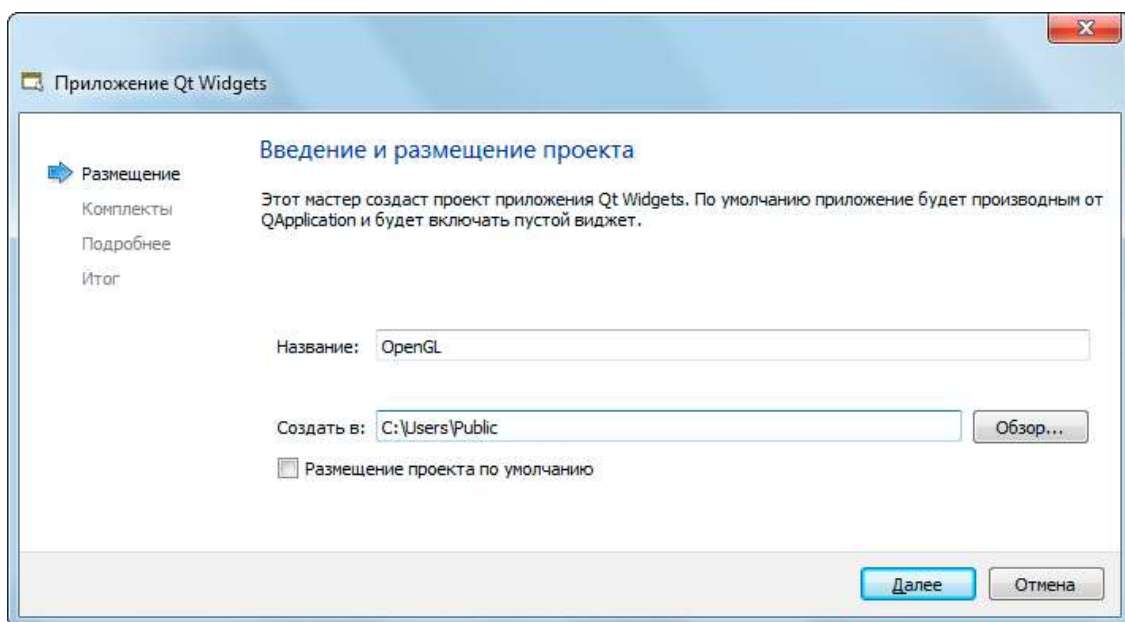 Приложение Qt Widgets
Размещение
Комплекты
Подробнее
Итог
Введение и размещение проекта
Этот мастер создаст проект приложения Qt Widgets. По умолчанию приложение будет производным от
QApplication и будет включать пустой виджет.
Название: OpenGL
Создать в: C:\Users\Public Обзор...
Размещение проекта по умолчанию
Далее Отмена